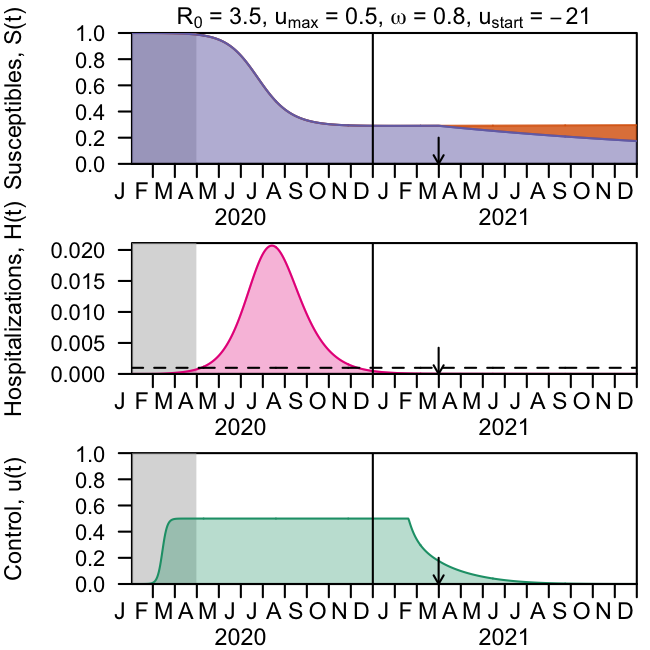 R₀ = 3.5, uₘₐₓ = 0.5, ω = 0.8, u_start = −21
Susceptibles, S(t)
1.0
0.8
0.6
0.4
0.2
0.0
J F M A M J J A S O N D J F M A M J J A S O N D
2020 2021
Hospitalizations, H(t)
0.020
0.015
0.010
0.005
0.000
J F M A M J J A S O N D J F M A M J J A S O N D
2020 2021
Control, u(t)
1.0
0.8
0.6
0.4
0.2
0.0
J F M A M J J A S O N D J F M A M J J A S O N D
2020 2021